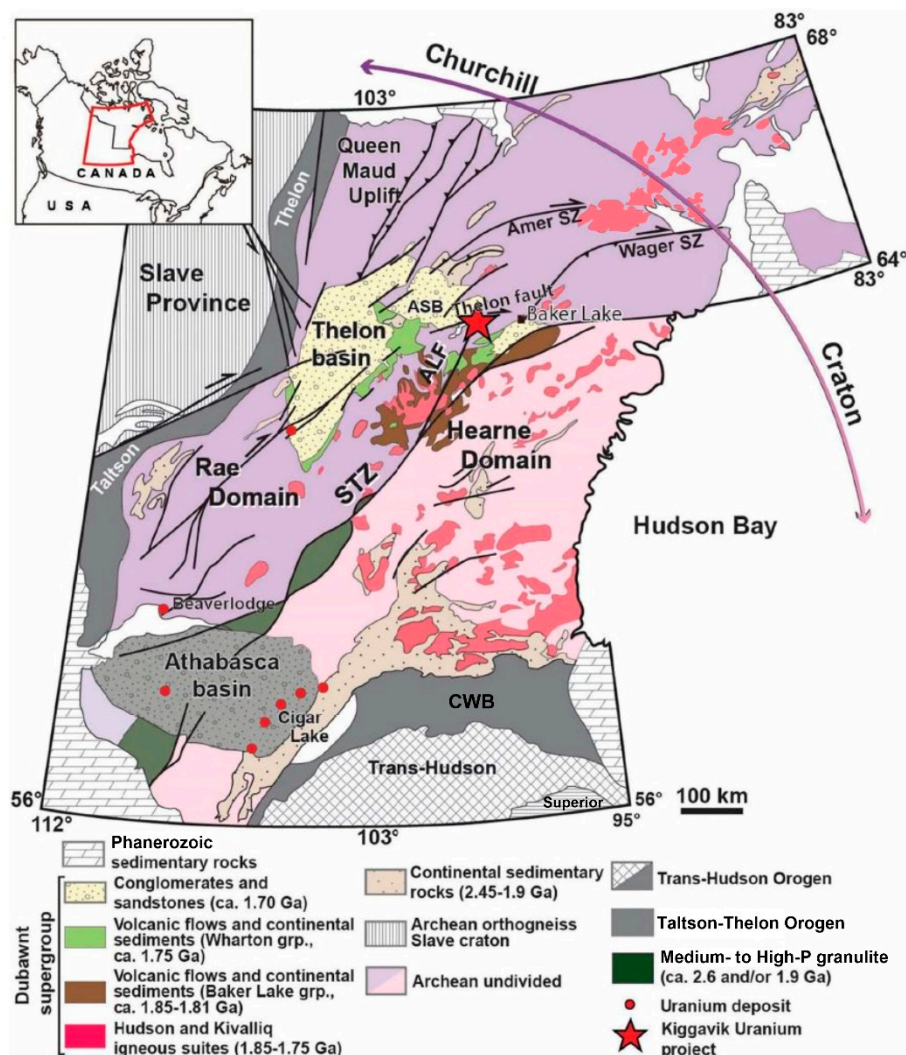 83°
68°
Churchill
103°
CANADA
USA
Thelon
Queen
Maud
Uplift
Amer SZ
Wager SZ
64°
83°
Slave
Province
ASB
Thelon fault
Baker Lake
Thelon
basin
ALF
Craton
Hearne
Domain
Rae
Domain
STZ
Taltson
Hudson Bay
Beaverlodge
Athabasca
basin
Cigar
Lake
CWB
Trans-Hudson
Superior
56°
112°
103°
56°
95°
100 km
Phanerozoic
sedimentary rocks
Dubawnt
supergroup
Conglomerates and
sandstones (ca. 1.70 Ga)
Volcanic flows and continental
sediments (Wharton grp.,
ca. 1.75 Ga)
Volcanic flows and continental
sediments (Baker Lake grp.,
ca. 1.85-1.81 Ga)
Hudson and Kivalliq
igneous suites (1.85-1.75 Ga)
Continental sedimentary
rocks (2.45-1.9 Ga)
Archean orthogneiss
Slave craton
Archean undivided
Trans-Hudson Orogen
Taltson-Thelon Orogen
Medium- to High-P granulite
(ca. 2.6 and/or 1.9 Ga)
Uranium deposit
Kiggavik Uranium
project